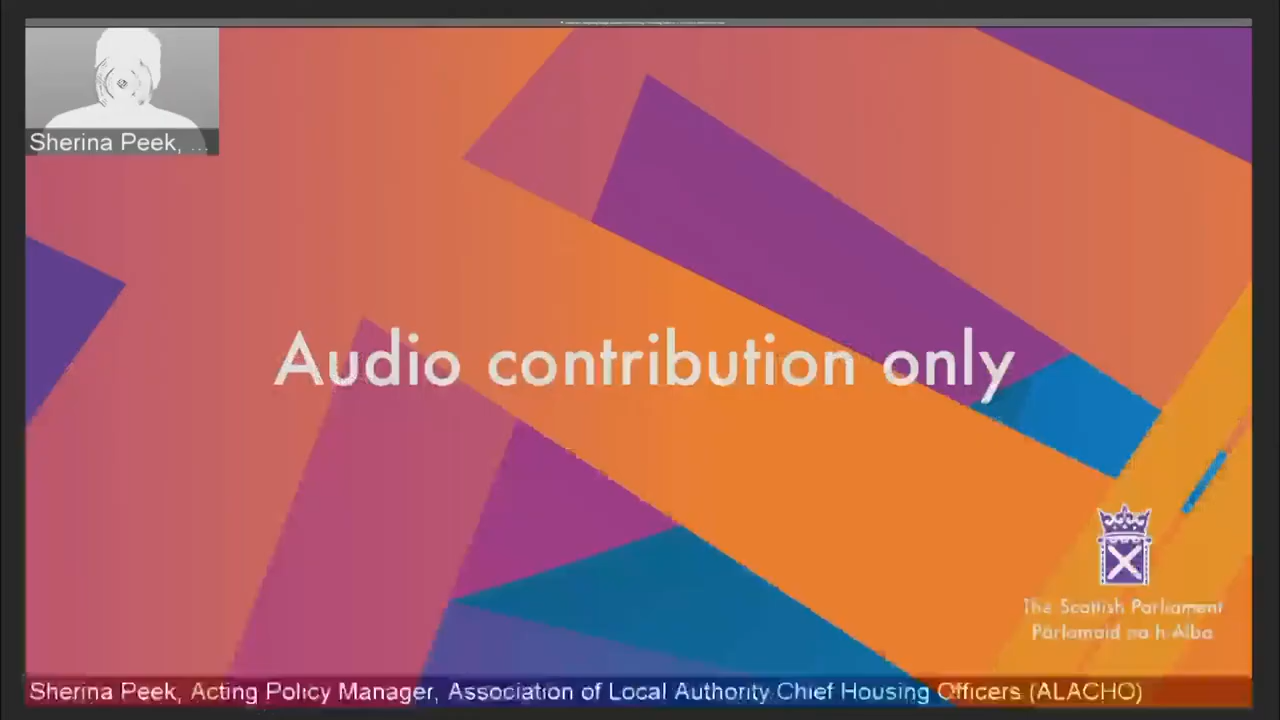 Sherina Peek, ...
Audio contribution only
The Scottish Parliament
Pàrlamaid na h-Alba
Sherina Peek, Acting Policy Manager, Association of Local Authority Chief Housing Officers (ALACHO)